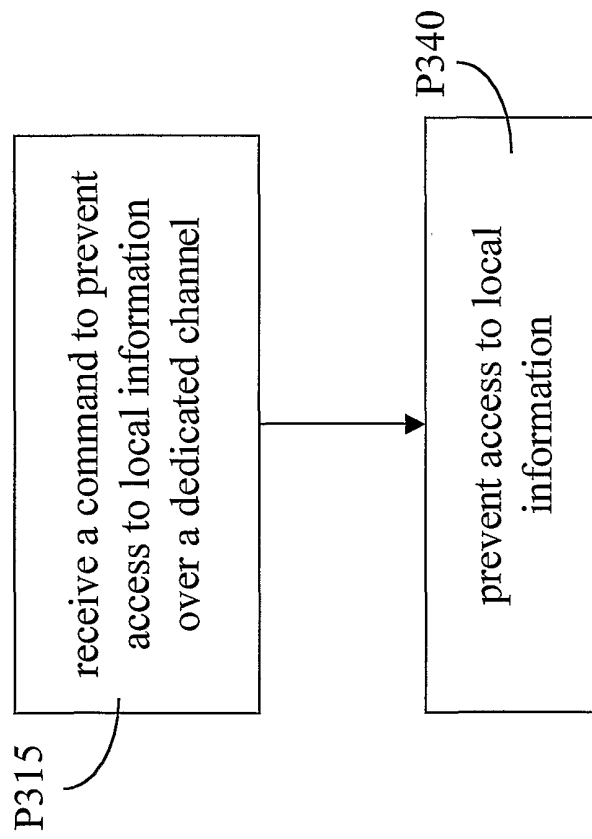 P315
receive a command to prevent
access to local information
over a dedicated channel
P340
prevent access to local
information